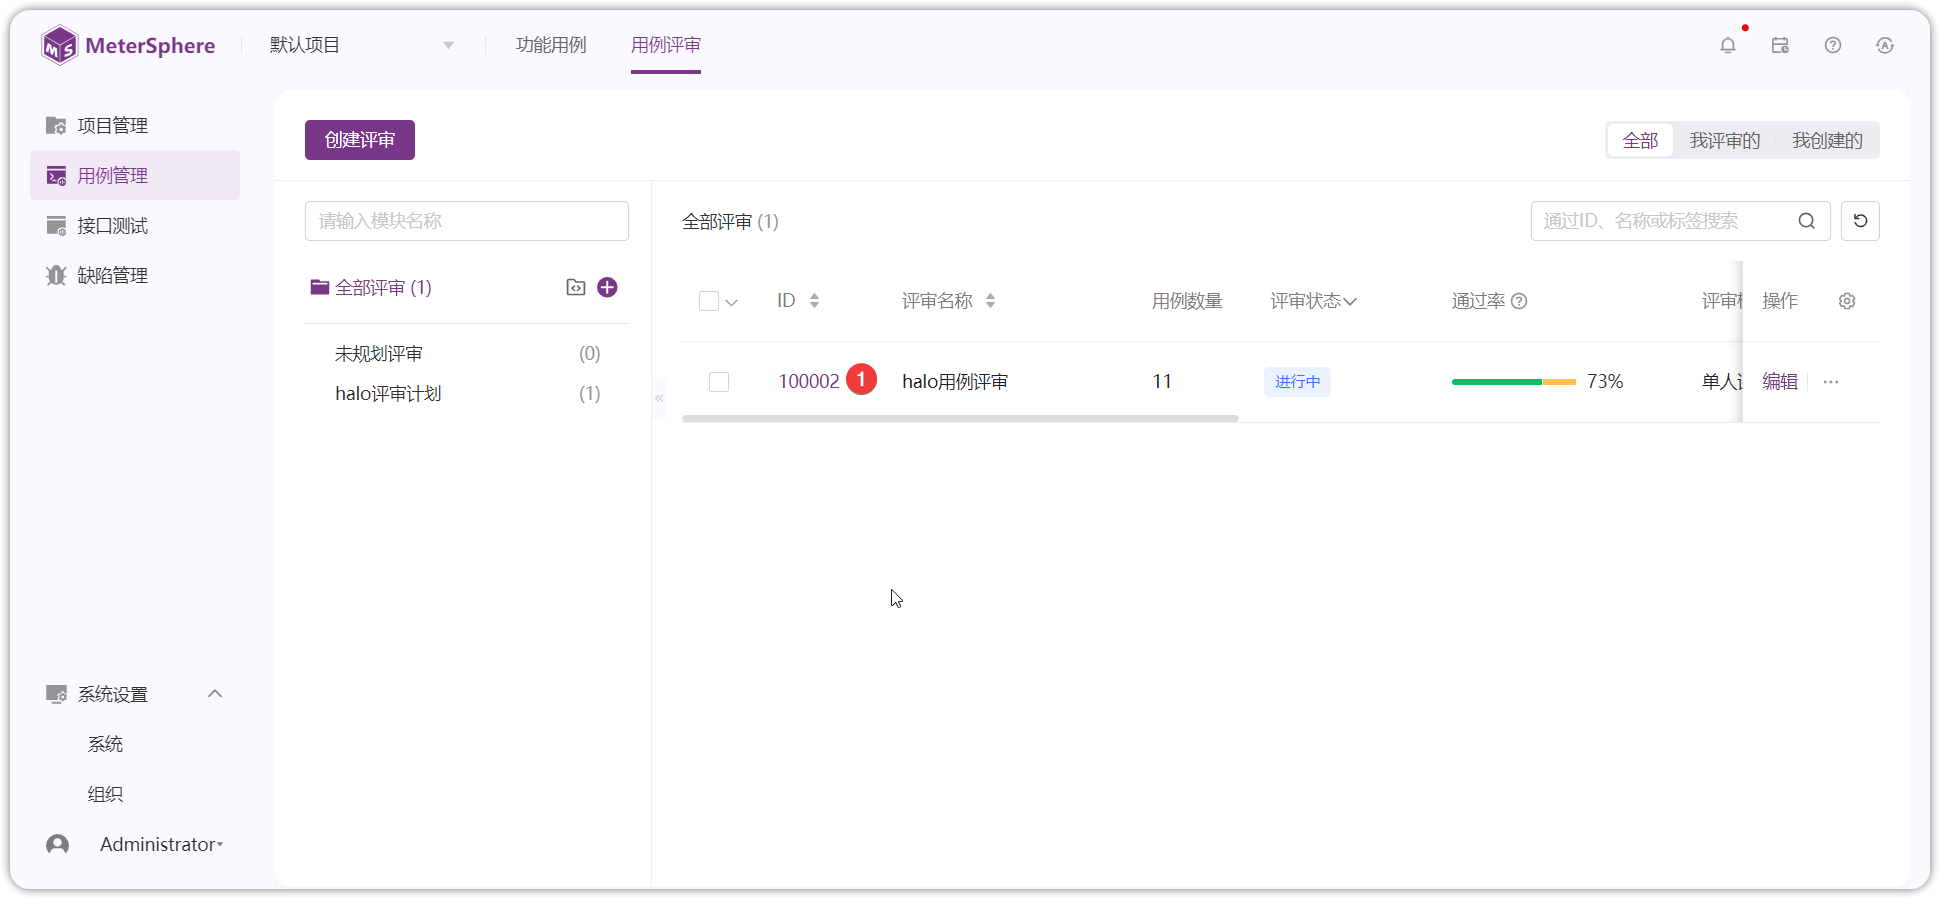 MeterSphere
默认项目
功能用例
用例评审
项目管理
用例管理
接口测试
缺陷管理
创建评审
全部
我评审的
我创建的
请输入模块名称
全部评审 (1)
通过ID、名称或标签搜索
全部评审 (1)
未规划评审 (0)
halo评审计划 (1)
ID 评审名称 用例数量 评审状态 通过率 评审 操作
100002 1 halo用例评审 11 进行中 73% 单人 编辑 ...
系统设置
系统
组织
Administrator